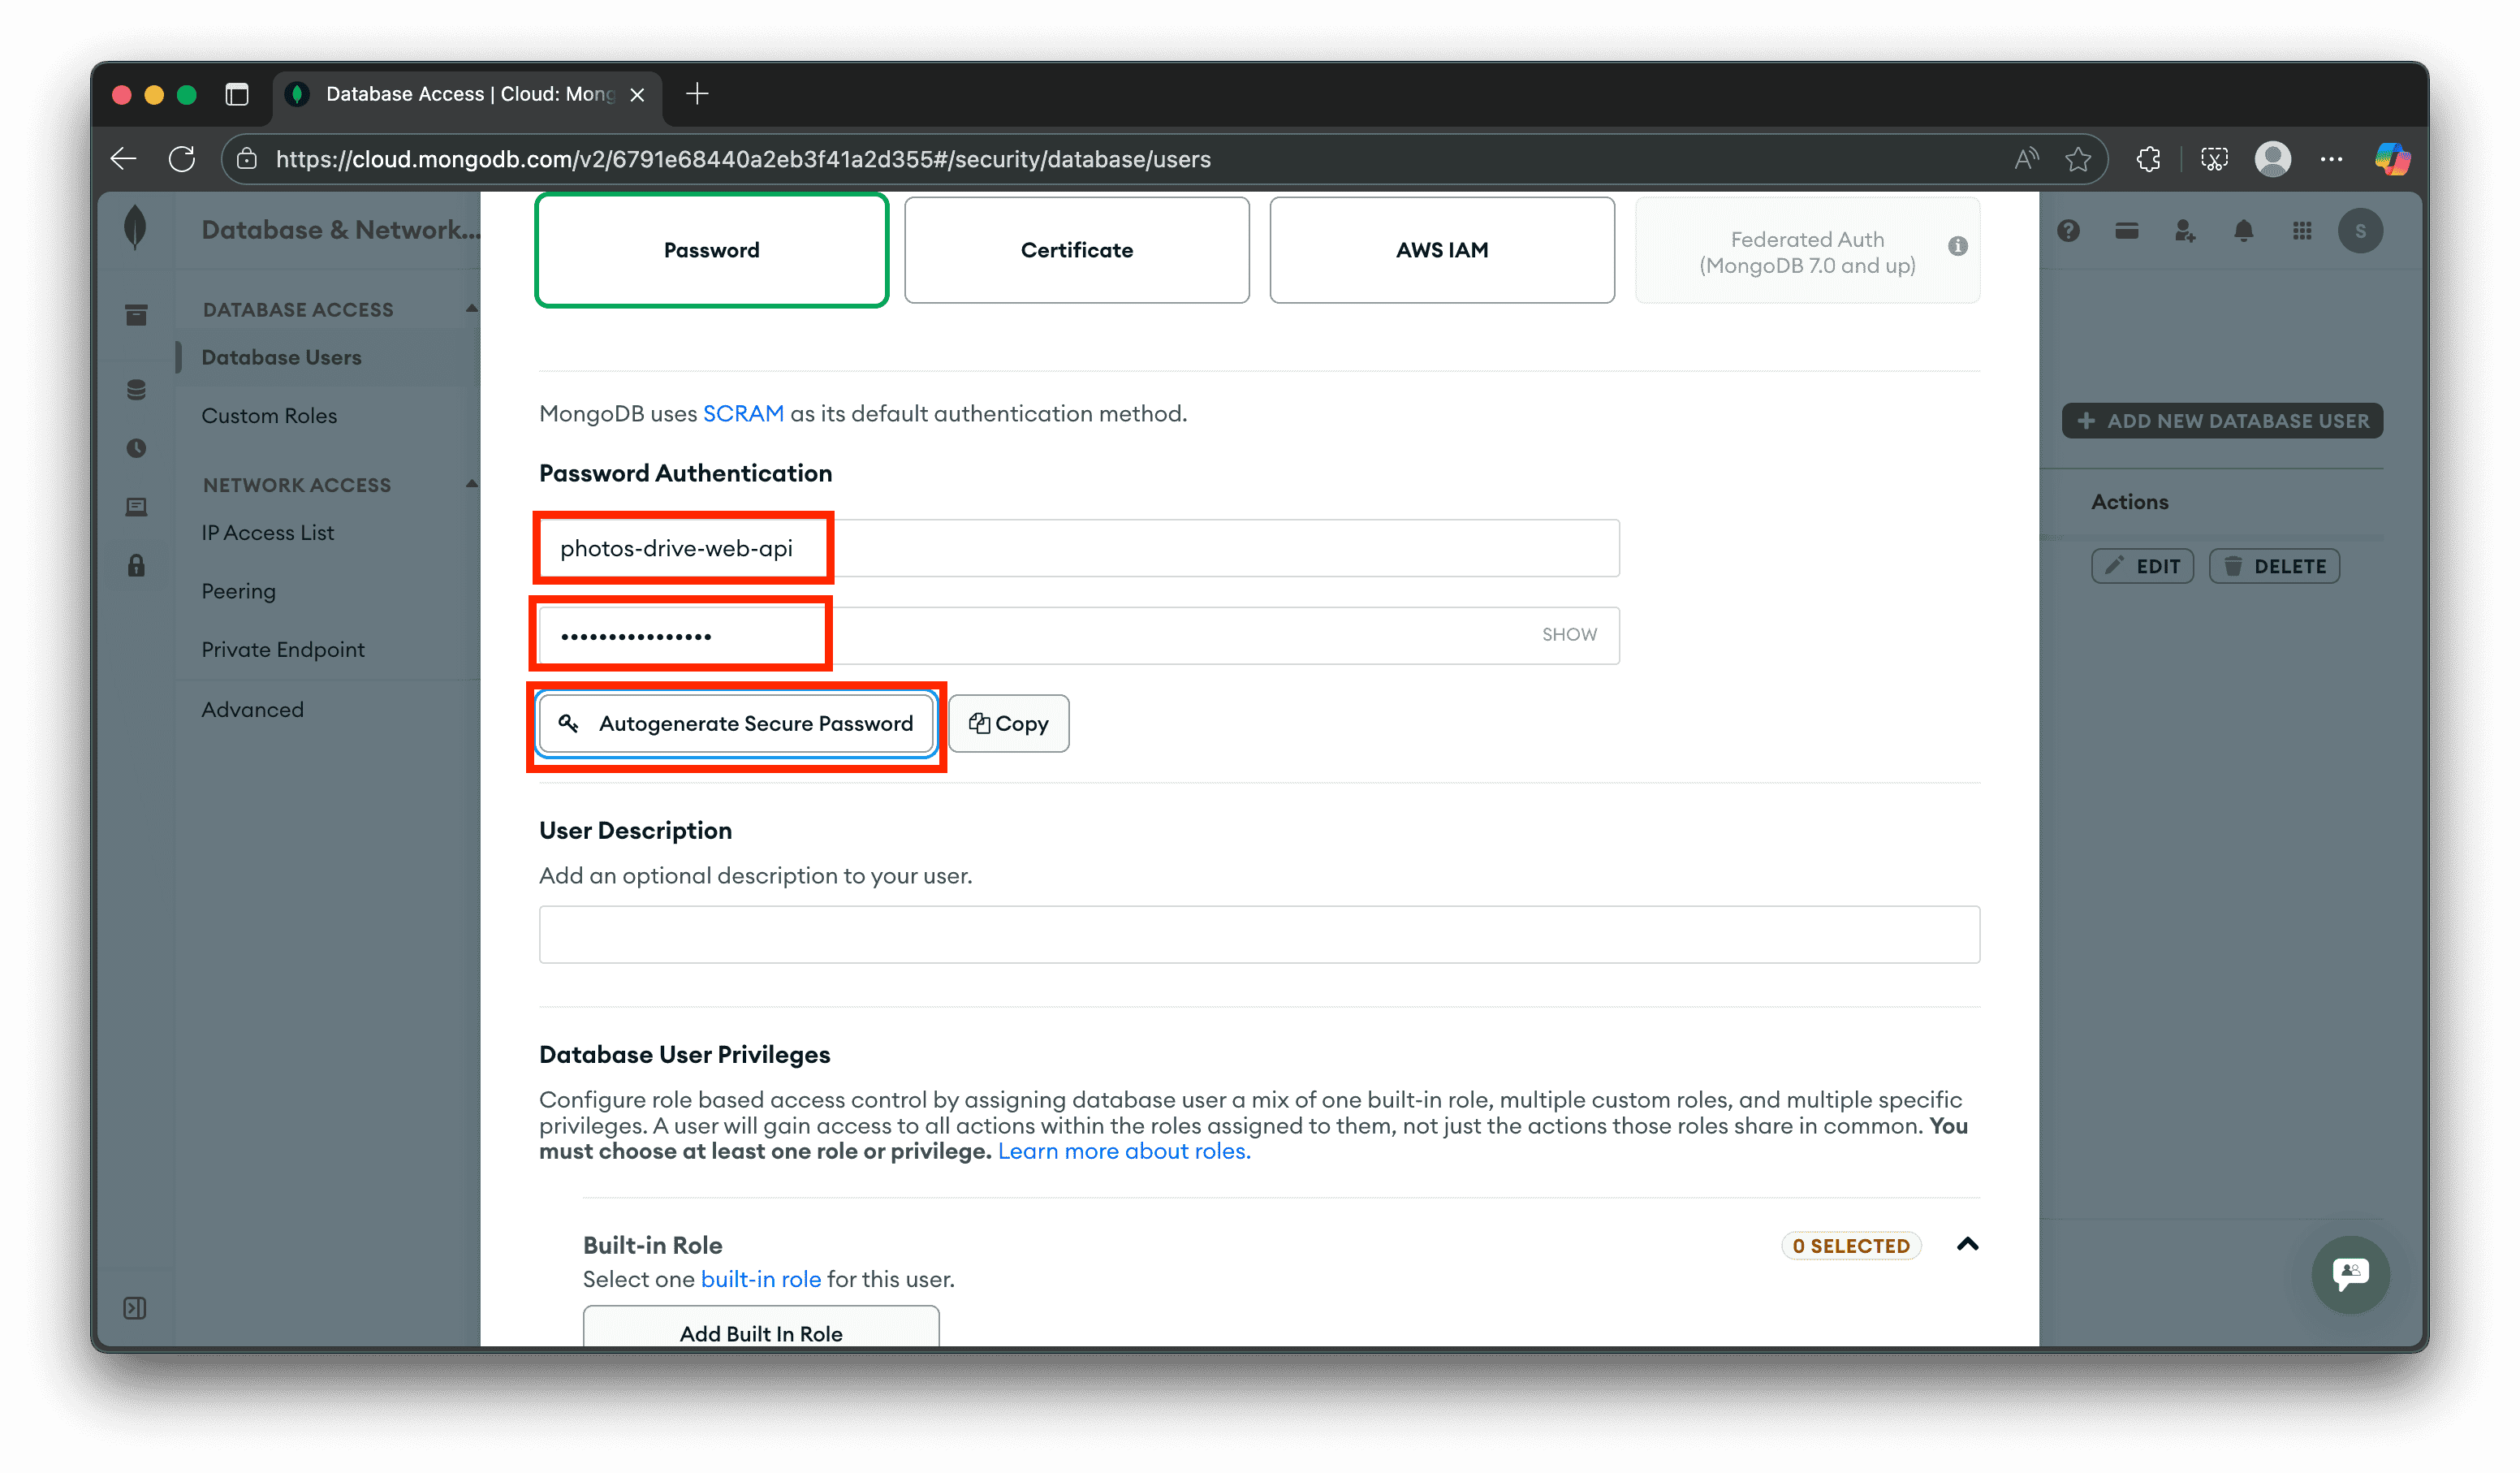 Database Access | Cloud: Mong
https://cloud.mongodb.com/v2/6791e68440a2eb3f41a2d355#/security/database/users
Database & Network...
S
DATABASE ACCESS
Database Users
Custom Roles
NETWORK ACCESS
IP Access List
Peering
Private Endpoint
Advanced
Password
Certificate
AWS IAM
Federated Auth
(MongoDB 7.0 and up)
MongoDB uses SCRAM as its default authentication method.
Password Authentication
photos-drive-web-api
••••••••••••••••
SHOW
Autogenerate Secure Password
Copy
User Description
Add an optional description to your user.
Database User Privileges
Configure role based access control by assigning database user a mix of one built-in role, multiple custom roles, and multiple specific
privileges. A user will gain access to all actions within the roles assigned to them, not just the actions those roles share in common. You
must choose at least one role or privilege. Learn more about roles.
Built-in Role
0 SELECTED
Select one built-in role for this user.
Add Built In Role
ADD NEW DATABASE USER
Actions
EDIT
DELETE